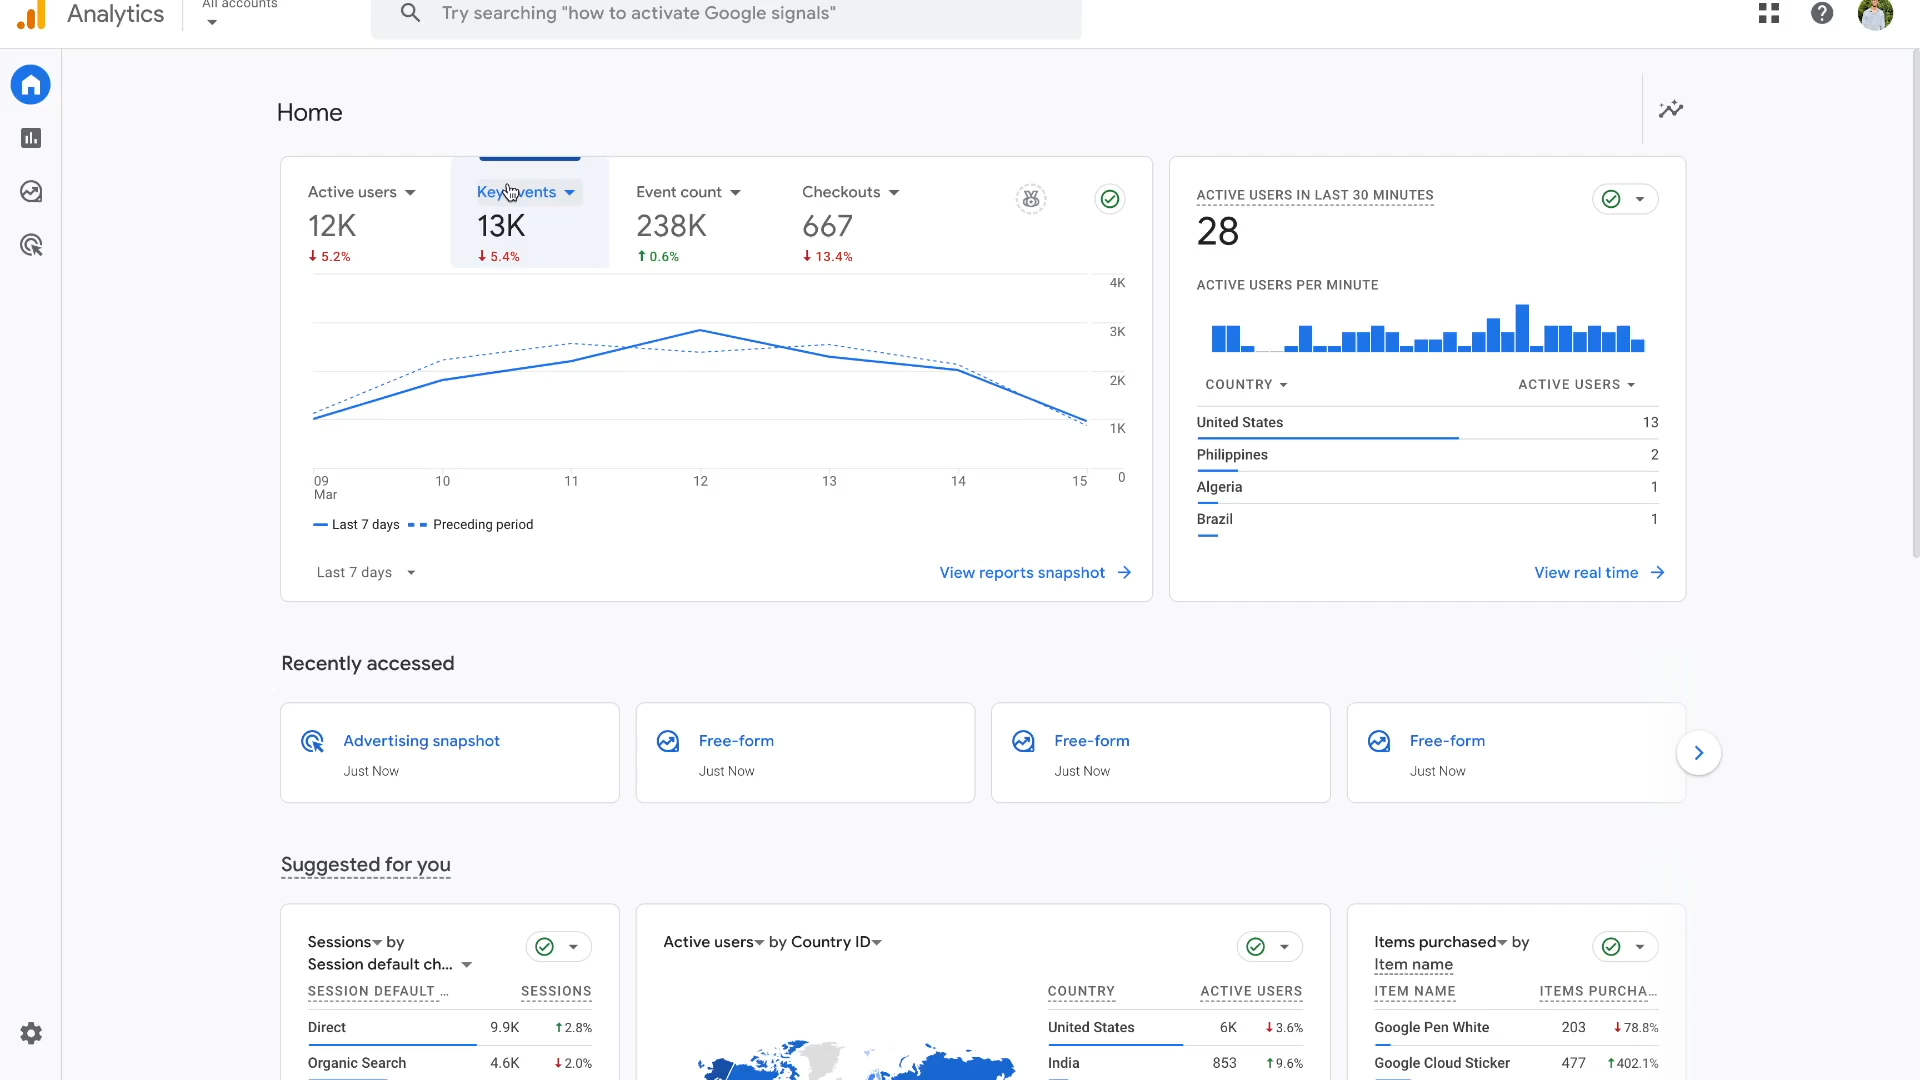 Analytics
All accounts
Try searching "how to activate Google signals"
Home
Active users
12K
5.2%
Key events
13K
5.4%
Event count
238K
0.6%
Checkouts
667
13.4%
4K
3K
2K
1K
0
09
Mar
10
11
12
13
14
15
Last 7 days
Preceding period
Last 7 days
View reports snapshot
ACTIVE USERS IN LAST 30 MINUTES
28
ACTIVE USERS PER MINUTE
COUNTRY ACTIVE USERS
United States 13
Philippines 2
Algeria 1
Brazil 1
View real time
Recently accessed
Advertising snapshot
Just Now
Free-form
Just Now
Free-form
Just Now
Free-form
Just Now
Suggested for you
Sessions by
Session default ch...
SESSION DEFAULT ... SESSIONS
Direct 9.9K 2.8%
Organic Search 4.6K 2.0%
Active users by Country ID
COUNTRY ACTIVE USERS
United States 6K 3.6%
India 853 9.6%
Items purchased by
Item name
ITEM NAME ITEMS PURCHA...
Google Pen White 203 78.8%
Google Cloud Sticker 477 402.1%